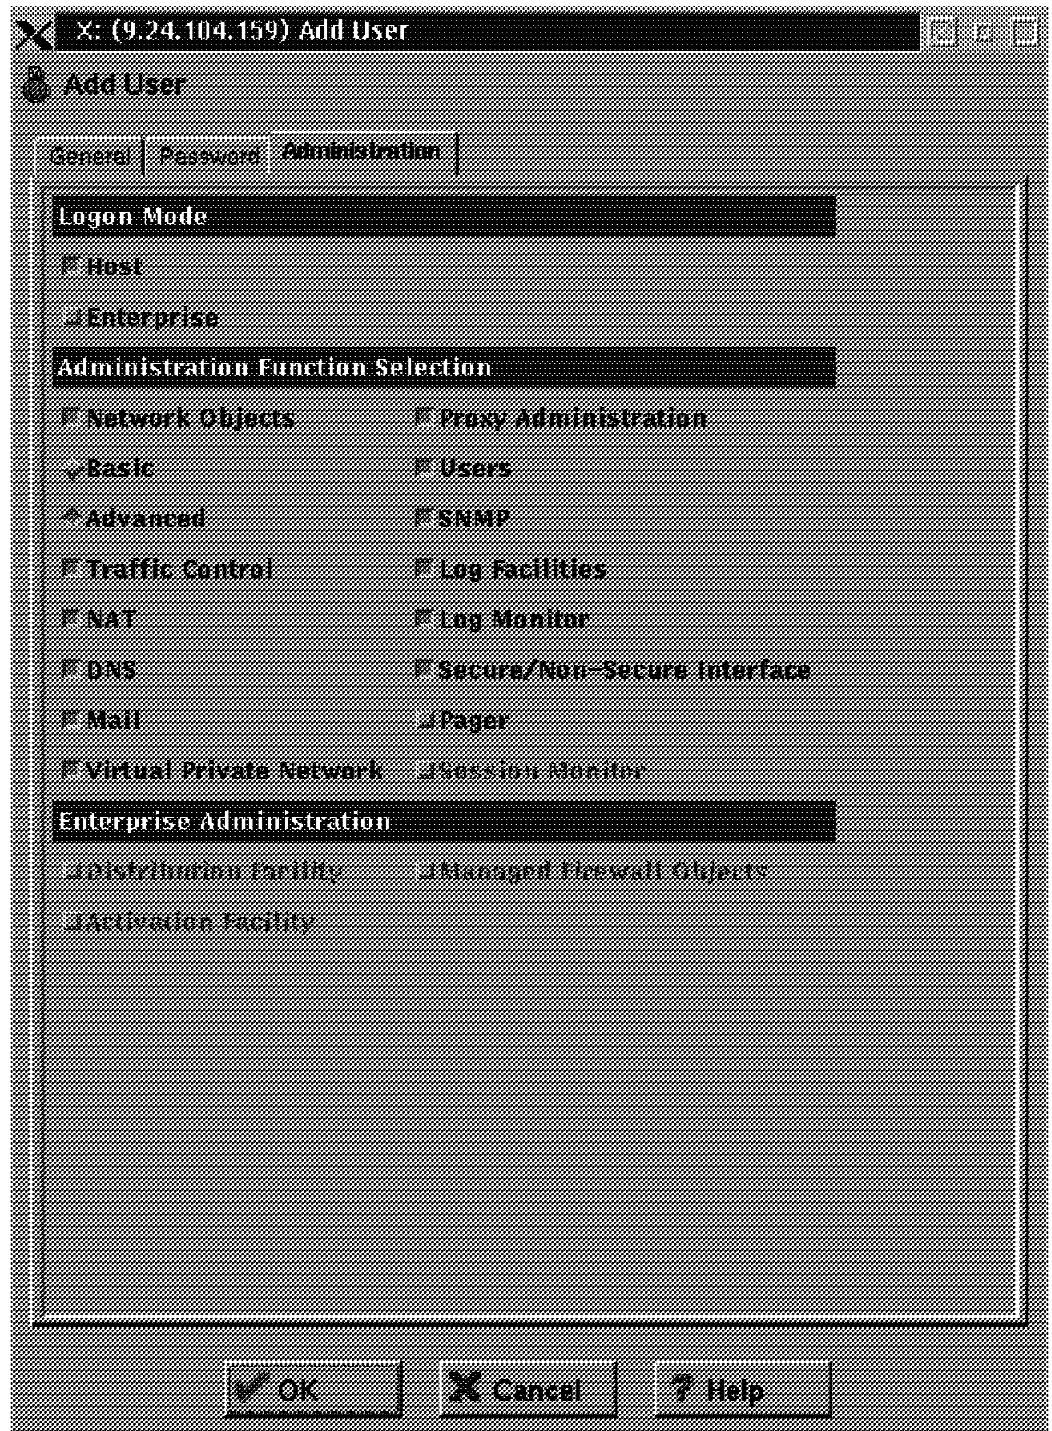 X: (9.24.104.159) Add User
Add User
General Password Administration
Logon Mode
Host
Enterprise
Administration Function Selection
Network Objects Proxy Administration
Basic Users
Advanced SNMP
Traffic Control Log Facilities
NAT Log Monitor
DNS Secure/Non-Secure Interface
Mail Pager
Virtual Private Network Session Monitor
Enterprise Administration
Distribution Facility Managed Firewall Objects
Activation Facility
OK Cancel ? Help